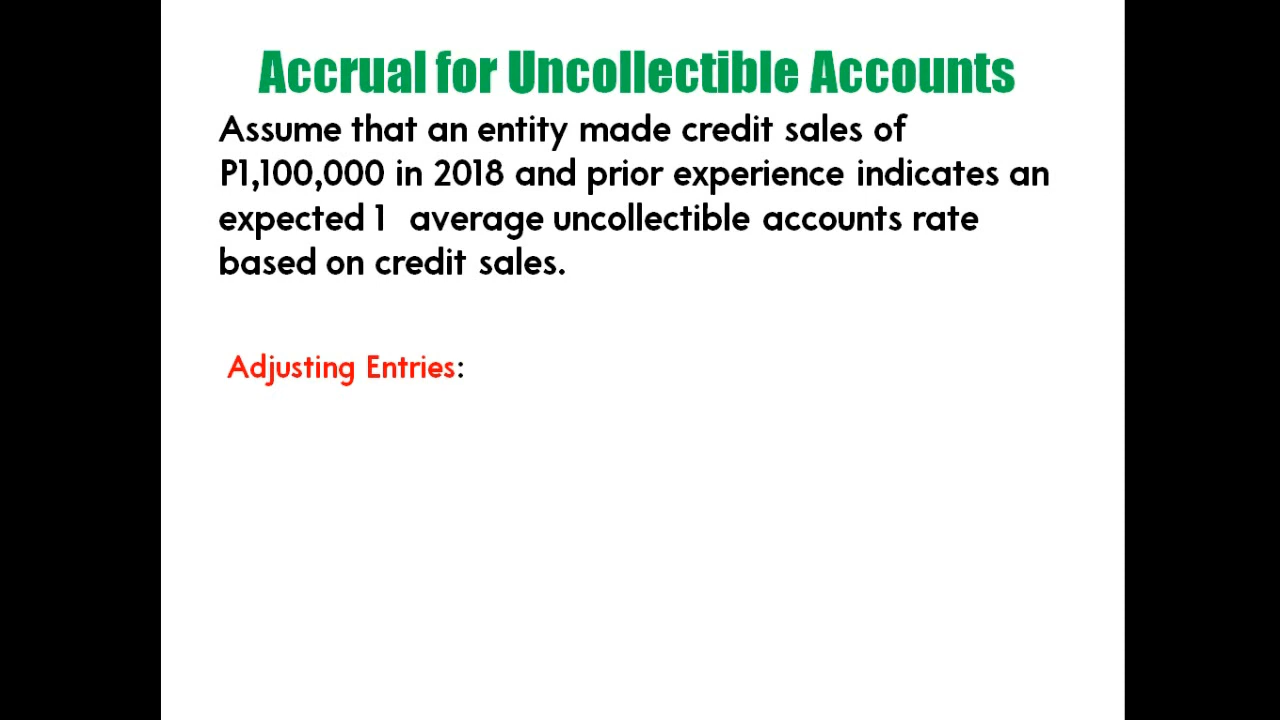 Accrual for Uncollectible Accounts
Assume that an entity made credit sales of
P1,100,000 in 2018 and prior experience indicates an
expected 1 average uncollectible accounts rate
based on credit sales.
Adjusting Entries: